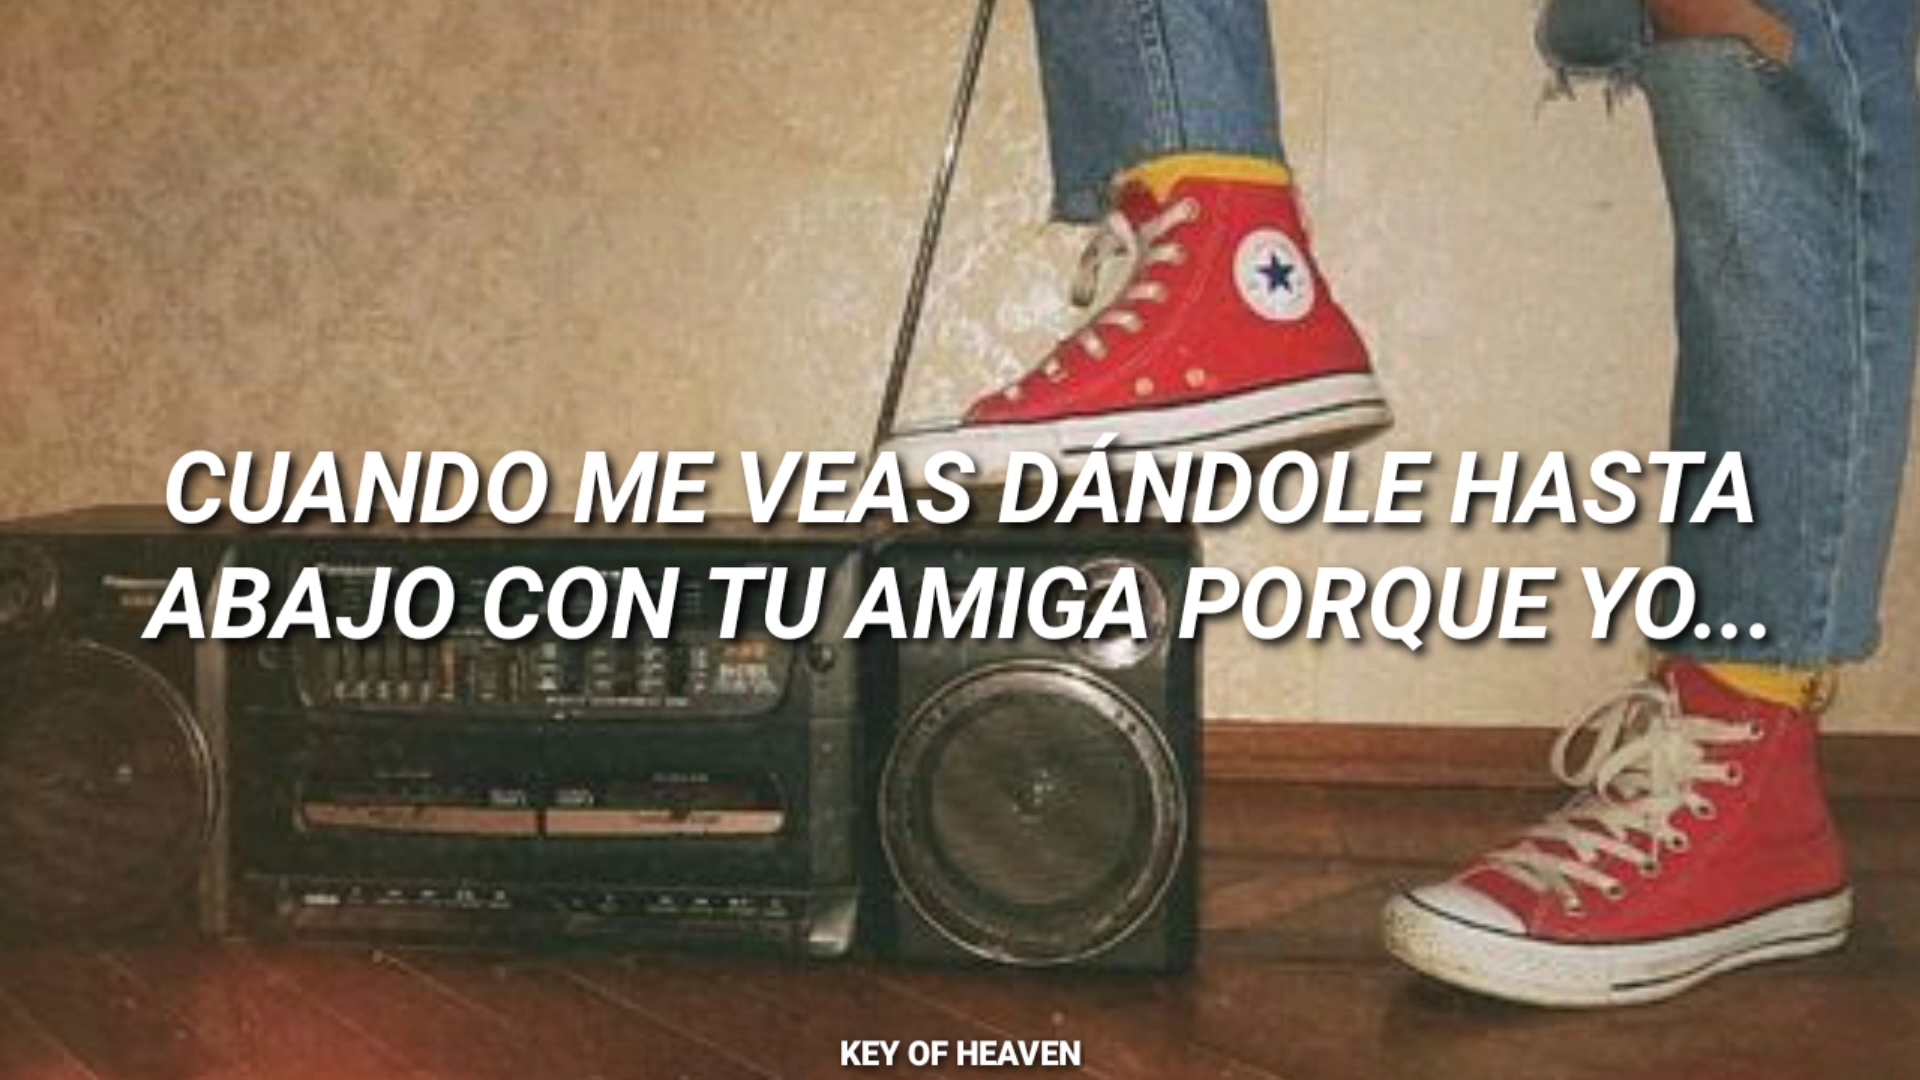 CUANDO ME VEAS DÁNDOLE HASTA
ABAJO CON TU AMIGA PORQUE YO...
KEY OF HEAVEN